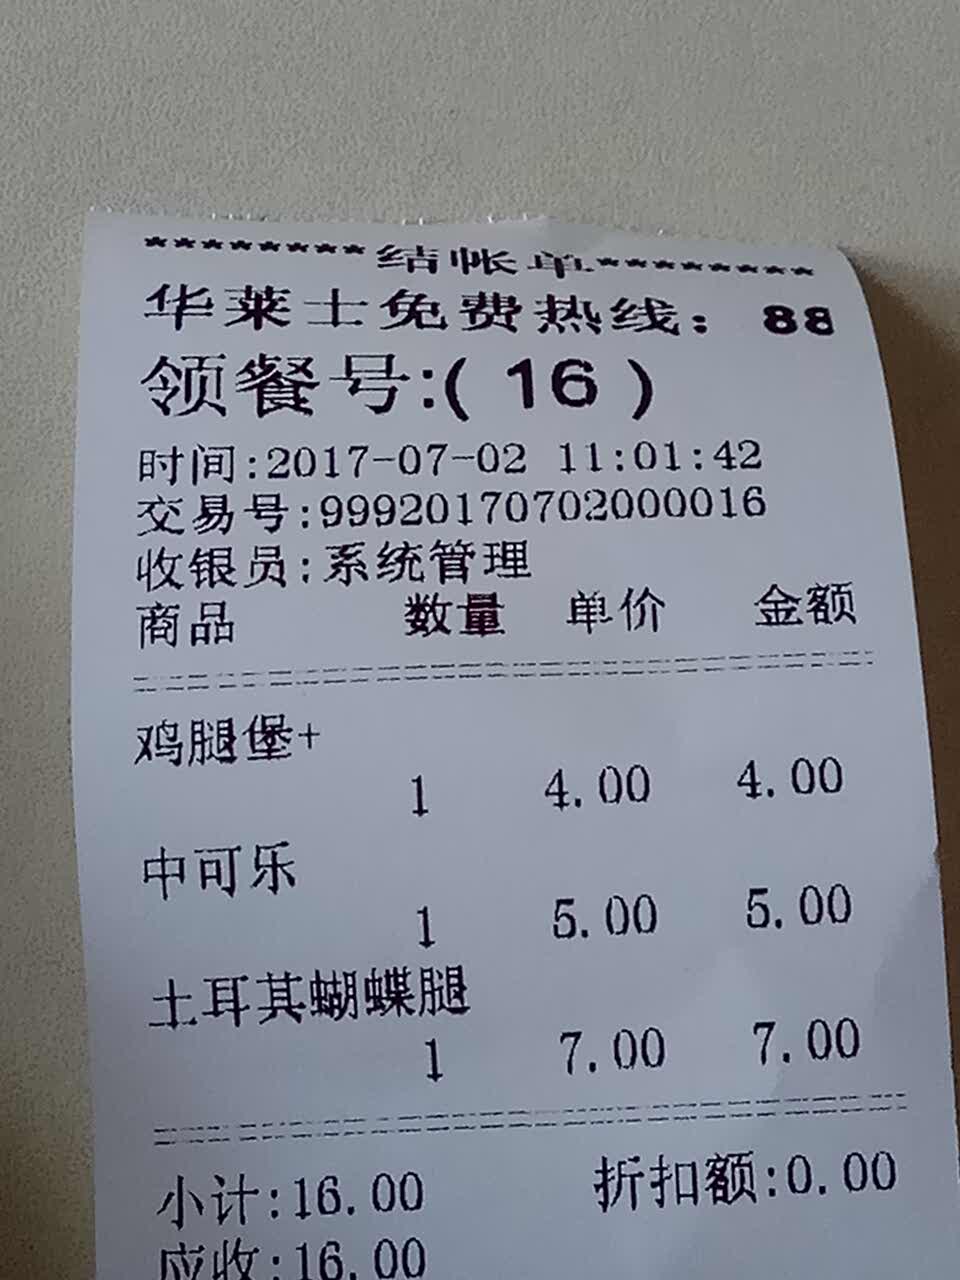 ********结帐单********
华莱士免费热线：88
领餐号:(16)
时间:2017-07-02 11:01:42
交易号:99920170702000016
收银员:系统管理
商品 数量 单价 金额
鸡腿堡+
1 4.00 4.00
中可乐
1 5.00 5.00
土耳其蝴蝶腿
1 7.00 7.00
小计:16.00 折扣额:0.00
应收:16.00